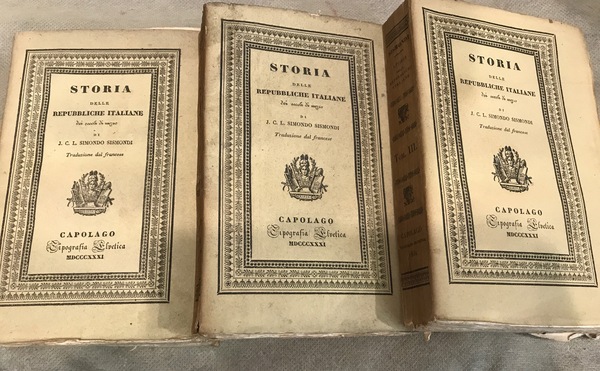 STORIA
DELLE
REPUBBLICHE ITALIANE
dei secoli di mezzo
DI
J. C. L. SIMONDO SISMONDI
Traduzione dal francese
CAPOLAGO
Tipografia Elvetica
MDCCCXXXI
STORIA
DELLE
REPUBBLICHE ITALIANE
dei secoli di mezzo
DI
J. C. L. SIMONDO SISMONDI
Traduzione dal francese
CAPOLAGO
Tipografia Elvetica
MDCCCXXXI
STORIA
DELLE
REPUBBLICHE ITALIANE
dei secoli di mezzo
DI
J. C. L. SIMONDO SISMONDI
Traduzione dal francese
CAPOLAGO
Tipografia Elvetica
MDCCCXXXI